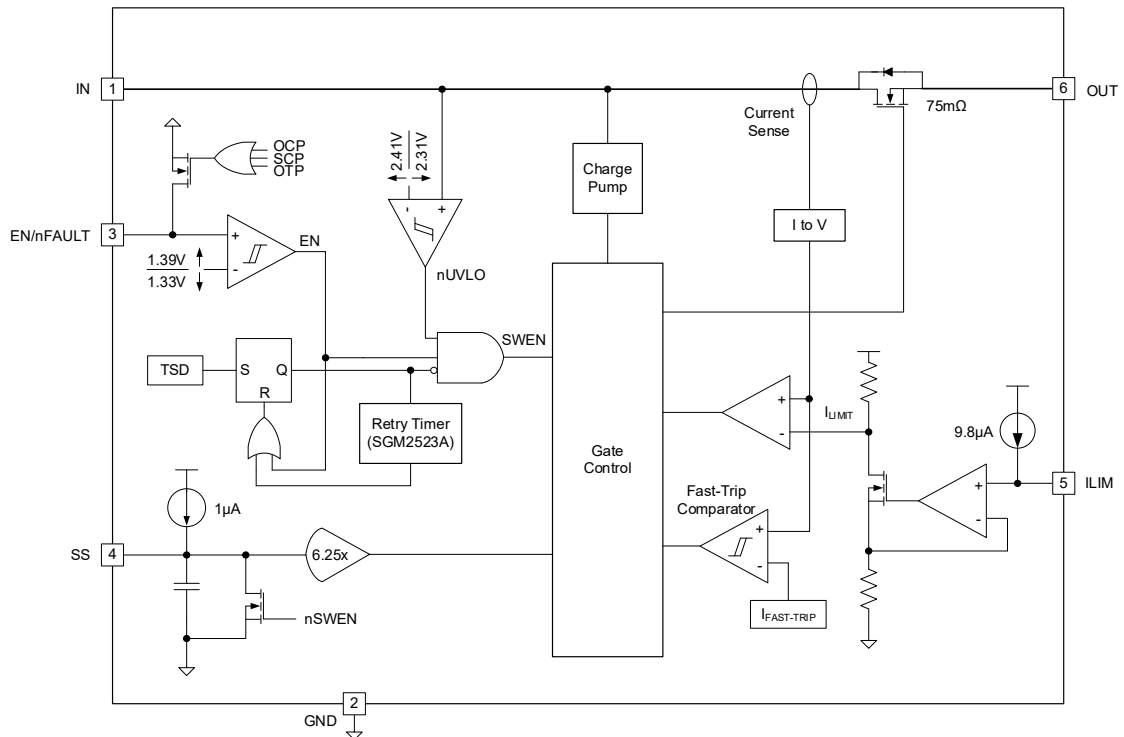 IN
1
6
OUT
75mΩ
Current
Sense
OCP
SCP
OTP
2.41V
2.31V
Charge
Pump
-
+
I to V
EN/nFAULT
3
+
-
EN
1.39V
1.33V
nUVLO
SWEN
TSD
S
Q
R
Retry Timer
(SGM2523A)
+
-
ILIMIT
9.8µA
Gate
Control
+
-
5
ILIM
Fast-Trip
Comparator
+
-
1µA
SS
4
6.25x
nSWEN
IFAST-TRIP
2
GND